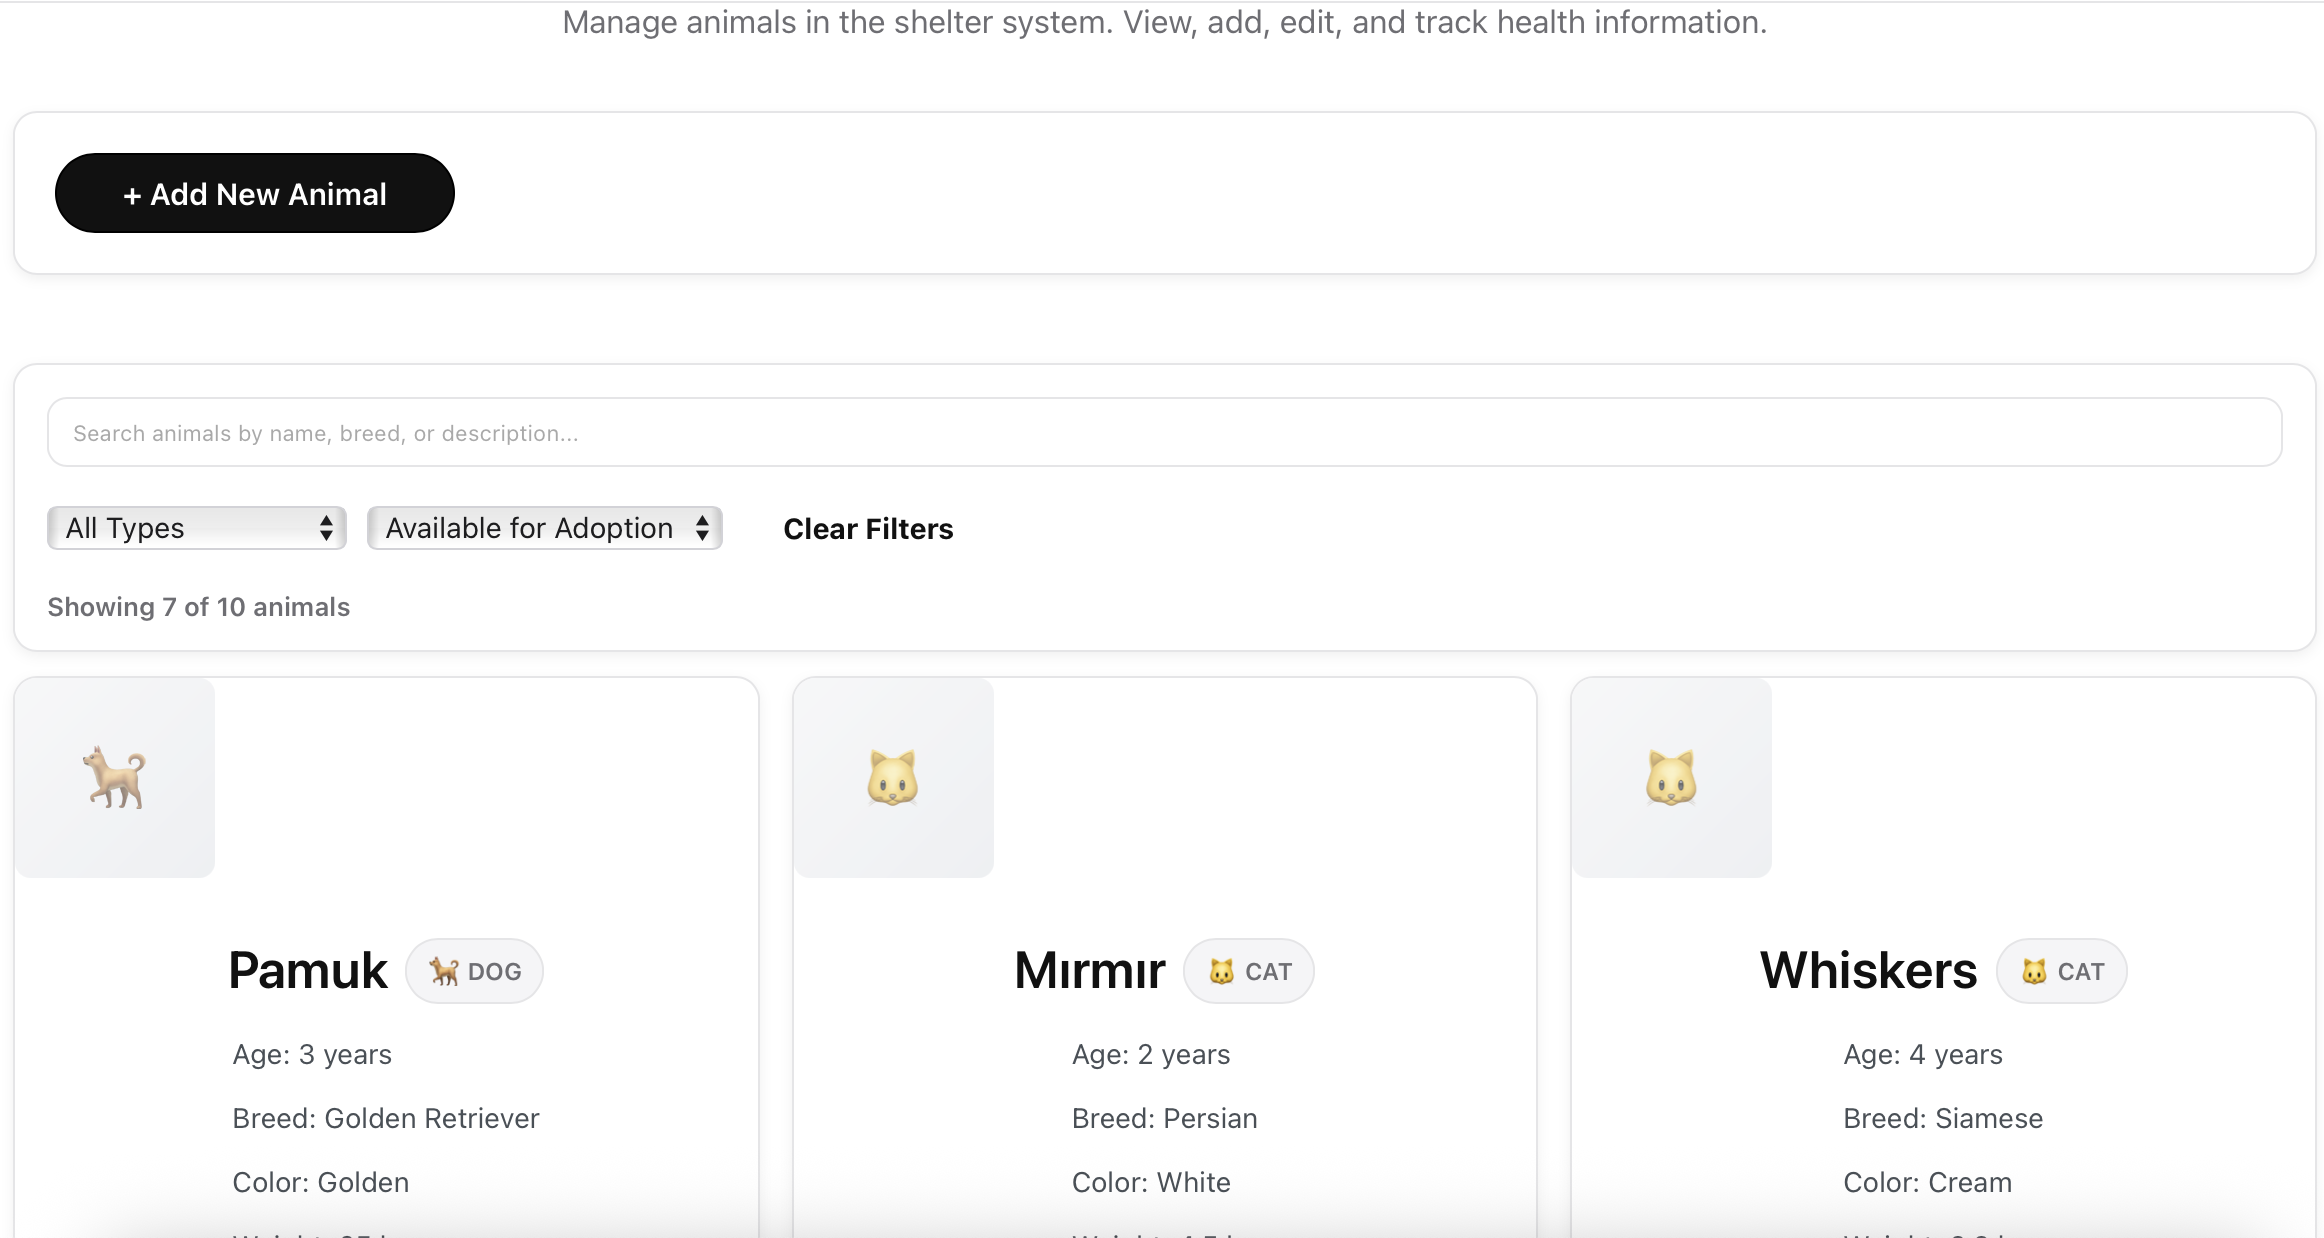 Manage animals in the shelter system. View, add, edit, and track health information.
+ Add New Animal
Search animals by name, breed, or description...
All Types
Available for Adoption
Clear Filters
Showing 7 of 10 animals
Pamuk
DOG
Age: 3 years
Breed: Golden Retriever
Color: Golden
Mırmır
CAT
Age: 2 years
Breed: Persian
Color: White
Whiskers
CAT
Age: 4 years
Breed: Siamese
Color: Cream